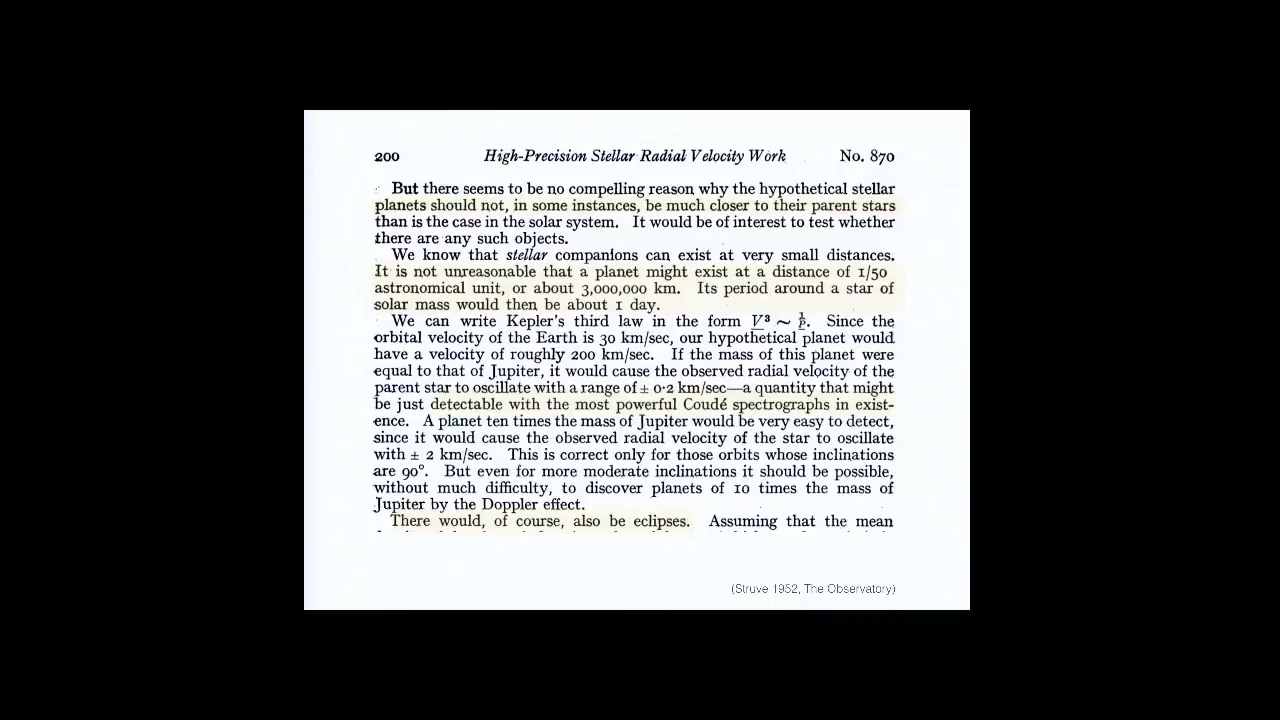 200 High-Precision Stellar Radial Velocity Work No. 870
But there seems to be no compelling reason why the hypothetical stellar
planets should not, in some instances, be much closer to their parent stars
than is the case in the solar system. It would be of interest to test whether
there are any such objects.
We know that stellar companions can exist at very small distances.
It is not unreasonable that a planet might exist at a distance of 1/50
astronomical unit, or about 3,000,000 km. Its period around a star of
solar mass would then be about 1 day.
We can write Kepler's third law in the form V³ ~ 1/P. Since the
orbital velocity of the Earth is 30 km/sec, our hypothetical planet would
have a velocity of roughly 200 km/sec. If the mass of this planet were
equal to that of Jupiter, it would cause the observed radial velocity of the
parent star to oscillate with a range of ± 0·2 km/sec—a quantity that might
be just detectable with the most powerful Coudé spectrographs in exist-
ence. A planet ten times the mass of Jupiter would be very easy to detect,
since it would cause the observed radial velocity of the star to oscillate
with ± 2 km/sec. This is correct only for those orbits whose inclinations
are 90°. But even for more moderate inclinations it should be possible,
without much difficulty, to discover planets of 10 times the mass of
Jupiter by the Doppler effect.
There would, of course, also be eclipses. Assuming that the mean
(Struve 1952, The Observatory)